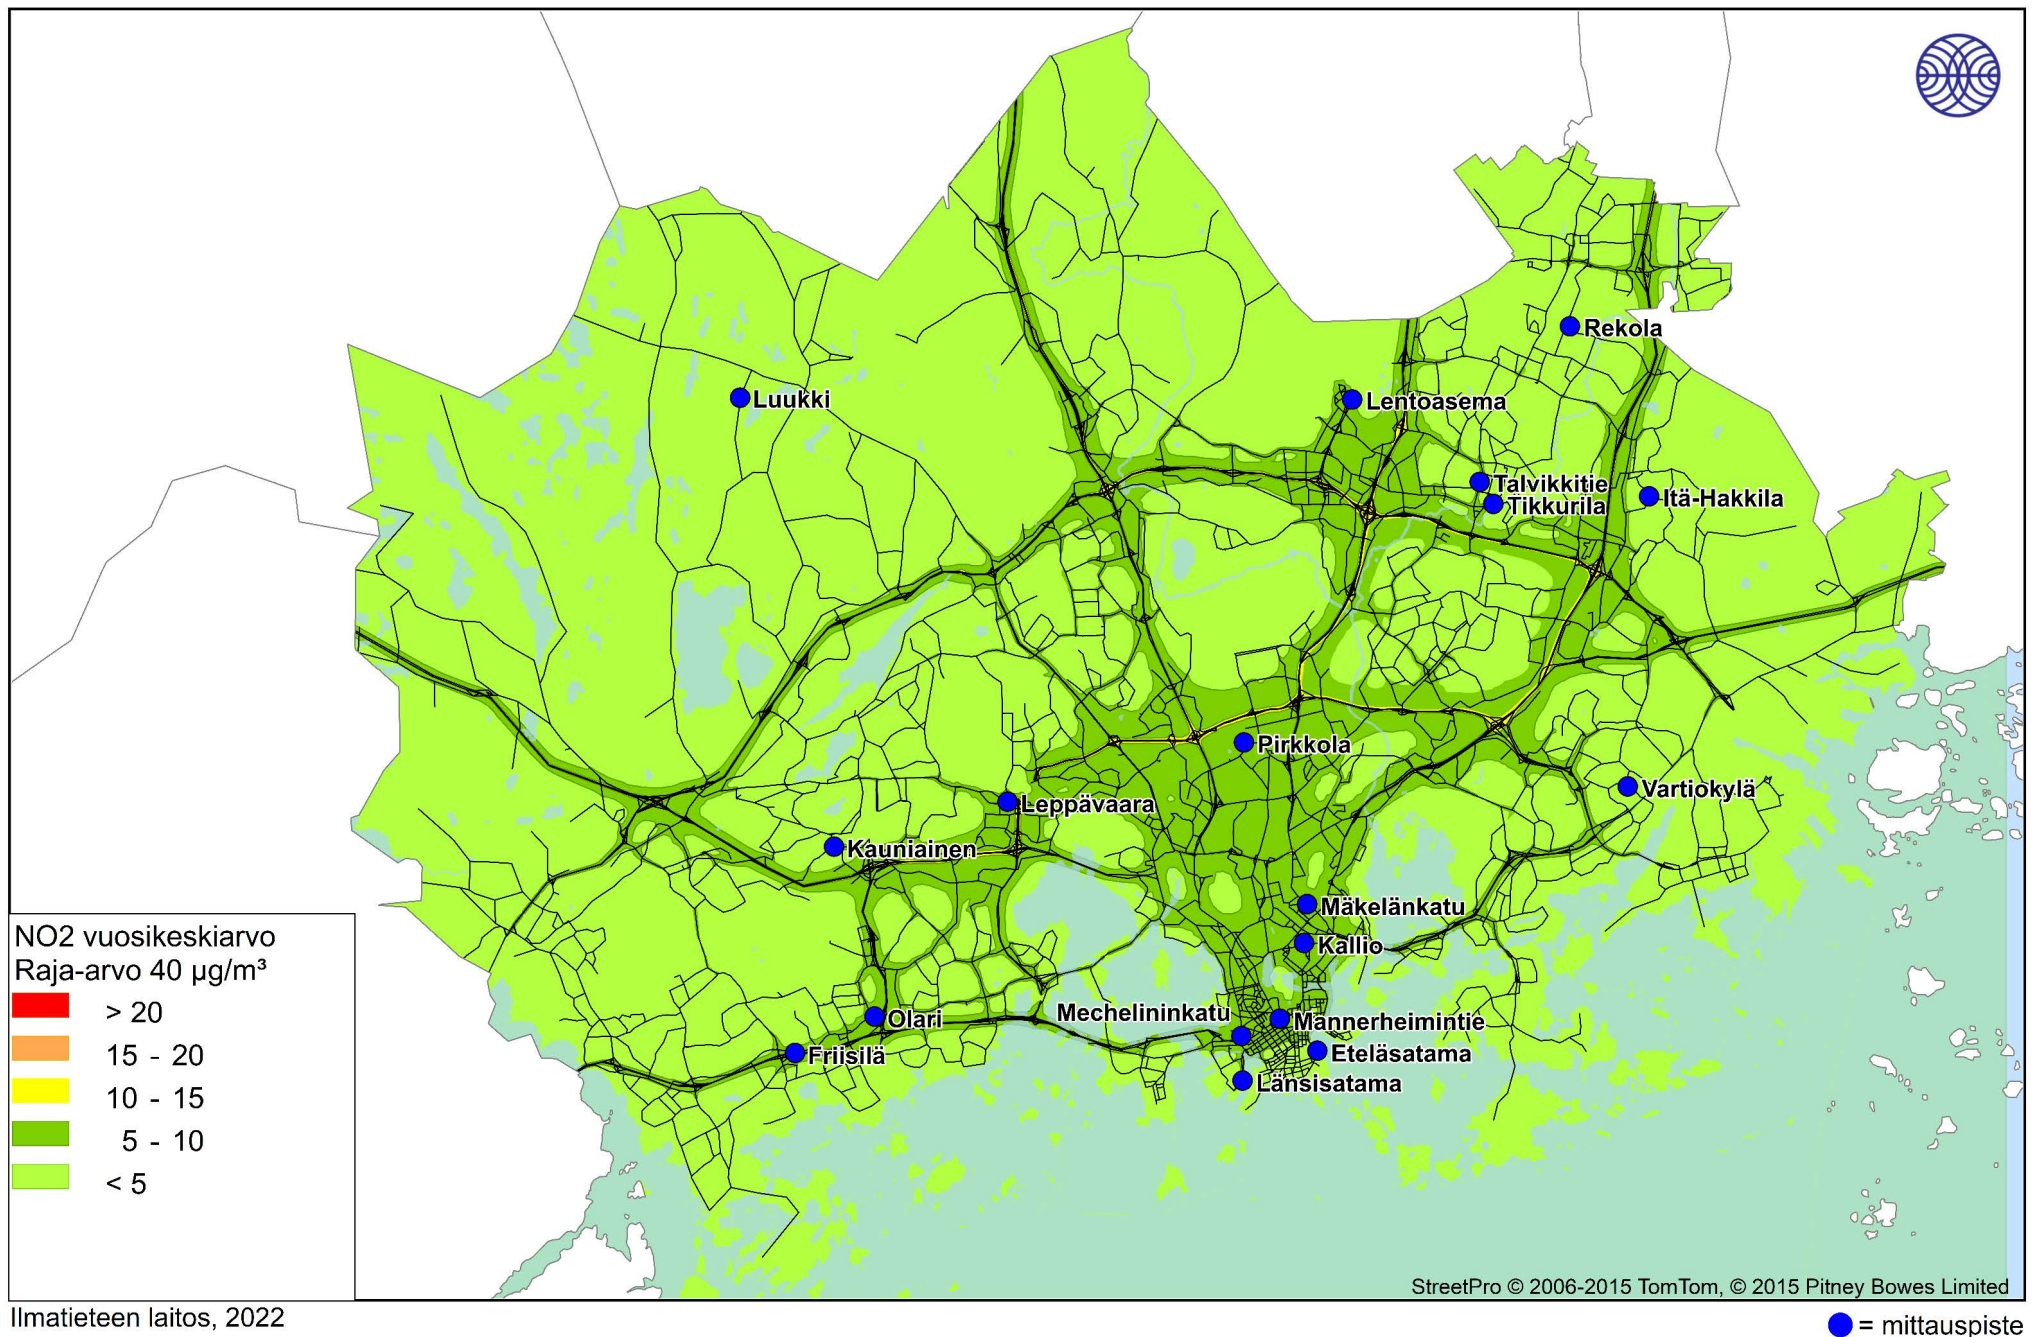 Rekola
Luukki
Lentoasema
Talvikkitie
Tikkurila
Itä-Hakkila
Pirkkola
Leppävaara
Vartiokylä
Kauniainen
Mäkelänkatu
Kallio
Mechelininkatu
Mannerheimintie
Olari
Friisilä
Eteläsatama
Länsisatama
NO2 vuosikeskiarvo
Raja-arvo 40 µg/m³
> 20
15 - 20
10 - 15
5 - 10
< 5
StreetPro © 2006-2015 TomTom, © 2015 Pitney Bowes Limited
Ilmatieteen laitos, 2022
= mittauspiste